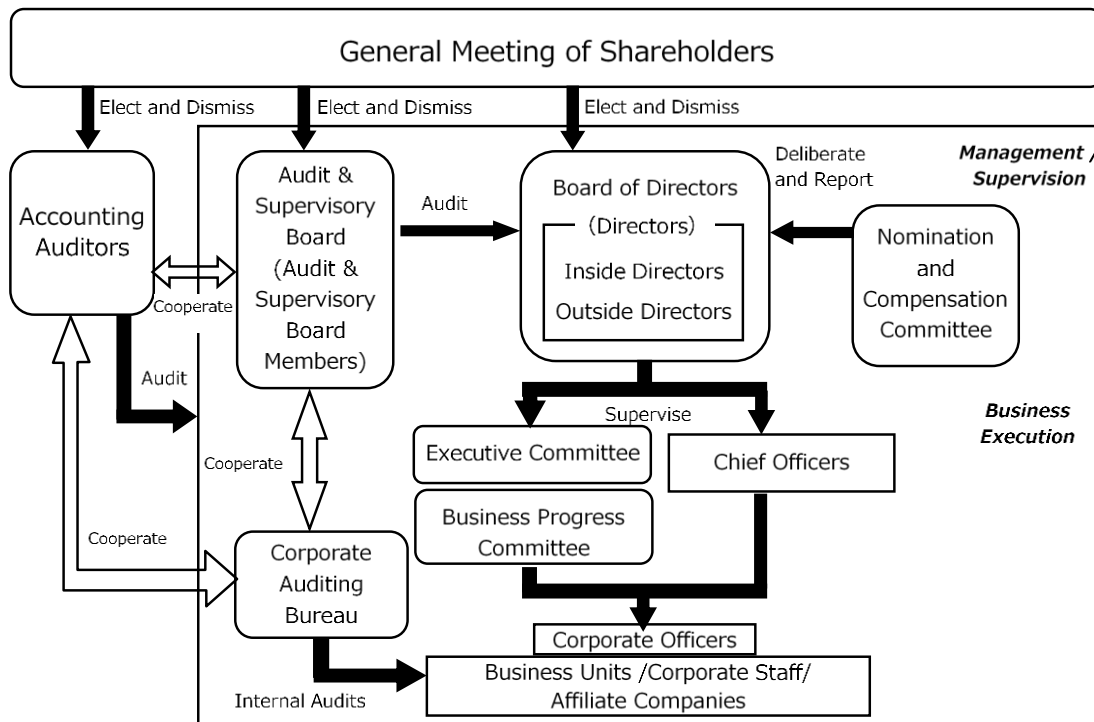 General Meeting of Shareholders
Elect and Dismiss
Elect and Dismiss
Elect and Dismiss
Accounting
Auditors
Audit &
Supervisory
Board
(Audit &
Supervisory
Board
Members)
Audit
Board of Directors
(Directors)
Inside Directors
Outside Directors
Deliberate
and Report
Management /
Supervision
Nomination
and
Compensation
Committee
Cooperate
Audit
Supervise
Business
Execution
Executive Committee
Chief Officers
Cooperate
Business Progress
Committee
Cooperate
Corporate
Auditing
Bureau
Corporate Officers
Business Units /Corporate Staff/
Affiliate Companies
Internal Audits